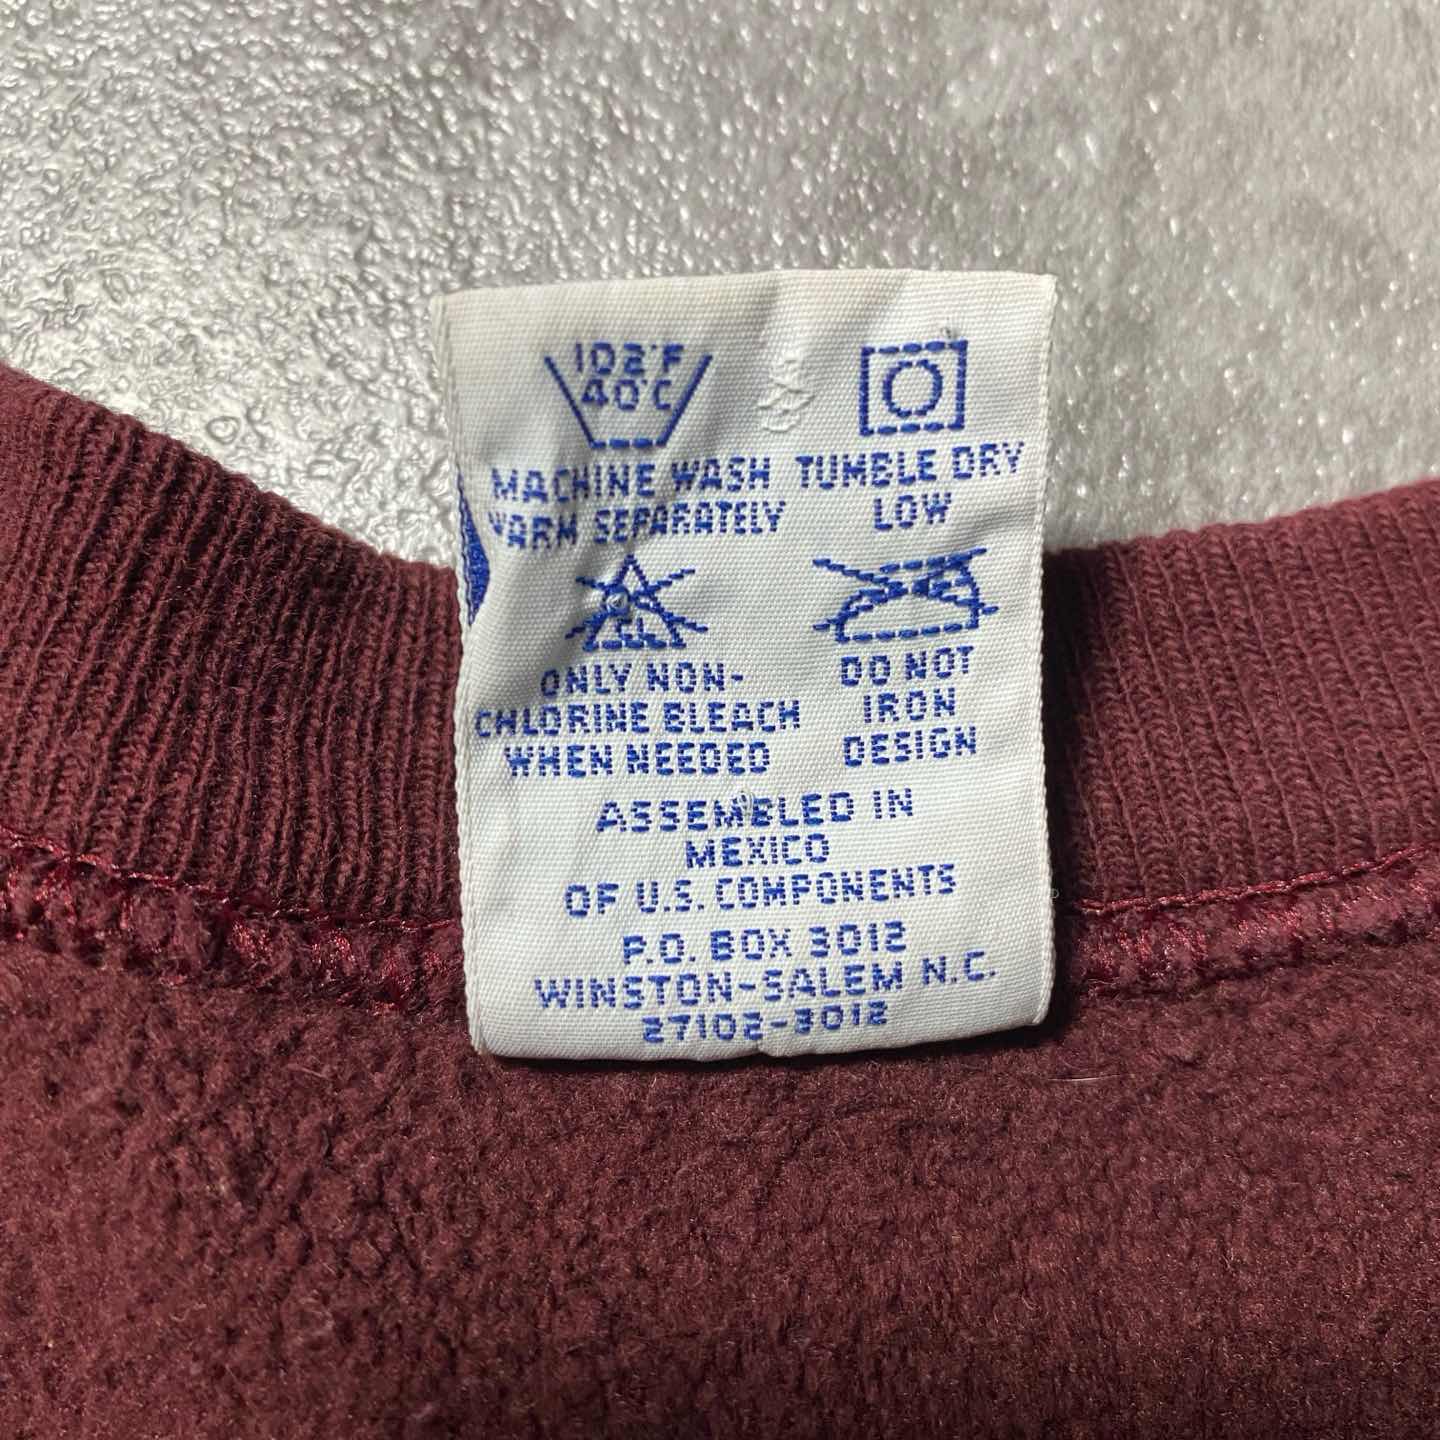 102°F
40°C
MACHINE WASH
WARM SEPARATELY
TUMBLE DRY
LOW
CL
ONLY NON-
CHLORINE BLEACH
WHEN NEEDED
DO NOT
IRON
DESIGN
ASSEMBLED IN
MEXICO
OF U.S. COMPONENTS
P.O. BOX 3012
WINSTON-SALEM N.C.
27102-3012